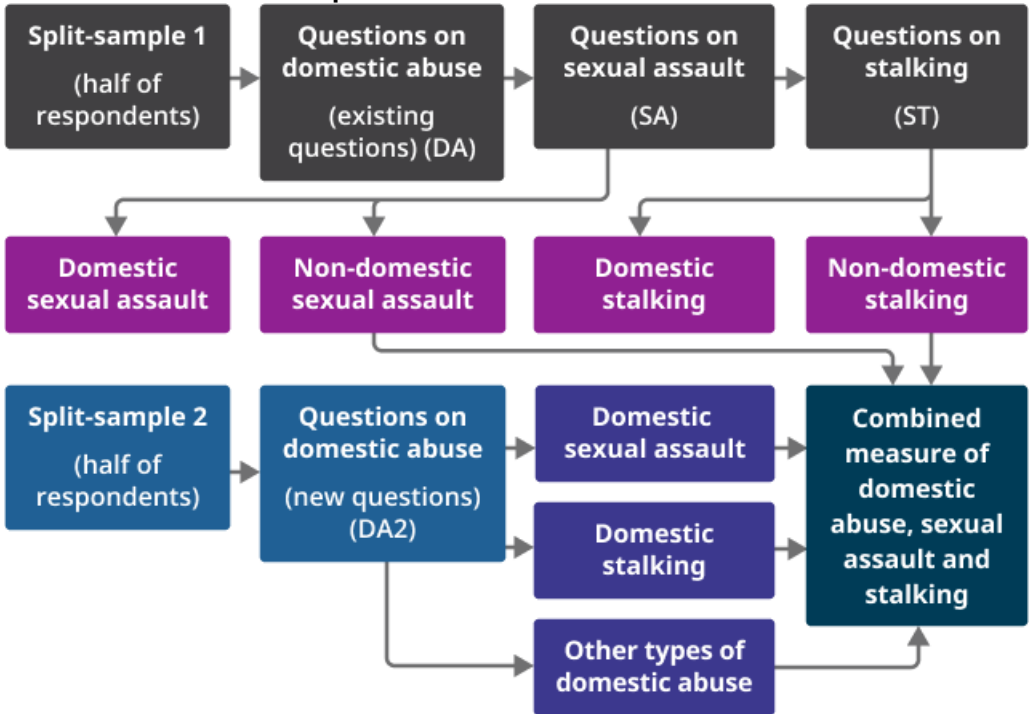 Split-sample 1
(half of
respondents)
Questions on
domestic abuse
(existing
questions) (DA)
Questions on
sexual assault
(SA)
Questions on
stalking
(ST)
Domestic
sexual assault
Non-domestic
sexual assault
Domestic
stalking
Non-domestic
stalking
Split-sample 2
(half of
respondents)
Questions on
domestic abuse
(new questions)
(DA2)
Domestic
sexual assault
Domestic
stalking
Other types of
domestic abuse
Combined
measure of
domestic
abuse, sexual
assault and
stalking